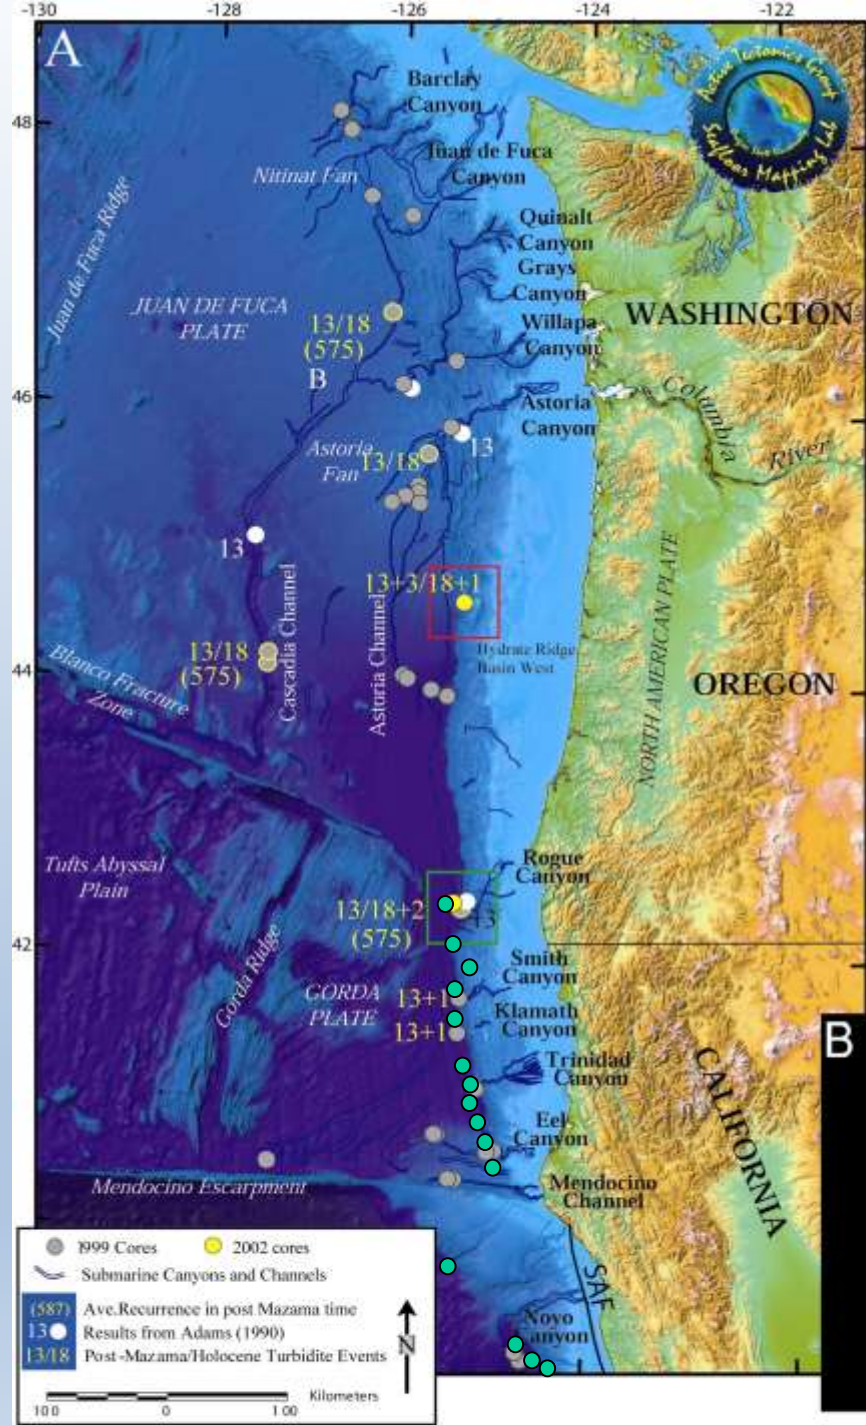 -130
-128
-126
-124
-122
A
Active Tectonics Group
Seafloor Mapping Lab
48
Barclay
Canyon
Juan de Fuca
Canyon
Nitinat Fan
Quinalt
Canyon
Grays
Canyon
Juan de Fuca Ridge
JUAN DE FUCA
PLATE
13/18
(575)
Willapa
Canyon
WASHINGTON
B
46
Astoria
Canyon
Columbia
River
Astoria
Fan
13/18
13
13
13+3/18+1
Cascadia Channel
Astoria Channel
13/18
(575)
Hydrate Ridge
Basin West
NORTH AMERICAN PLATE
44
Blanco Fracture
Zone
OREGON
Tufts Abyssal
Plain
Rogue
Canyon
13/18+2
(575)
13
42
Smith
Canyon
Gorda Ridge
GORDA
PLATE
13+1
Klamath
Canyon
13+1
B
Trinidad
Canyon
CALIFORNIA
Eel
Canyon
Mendocino Escarpment
Mendocino
Channel
SAF
Noyo
Canyon
1999 Cores
2002 cores
Submarine Canyons and Channels
(587) Ave.Recurrence in post Mazama time
13 Results from Adams (1990)
13/18 Post-Mazama/Holocene Turbidite Events
N
Kilometers
100 0 100